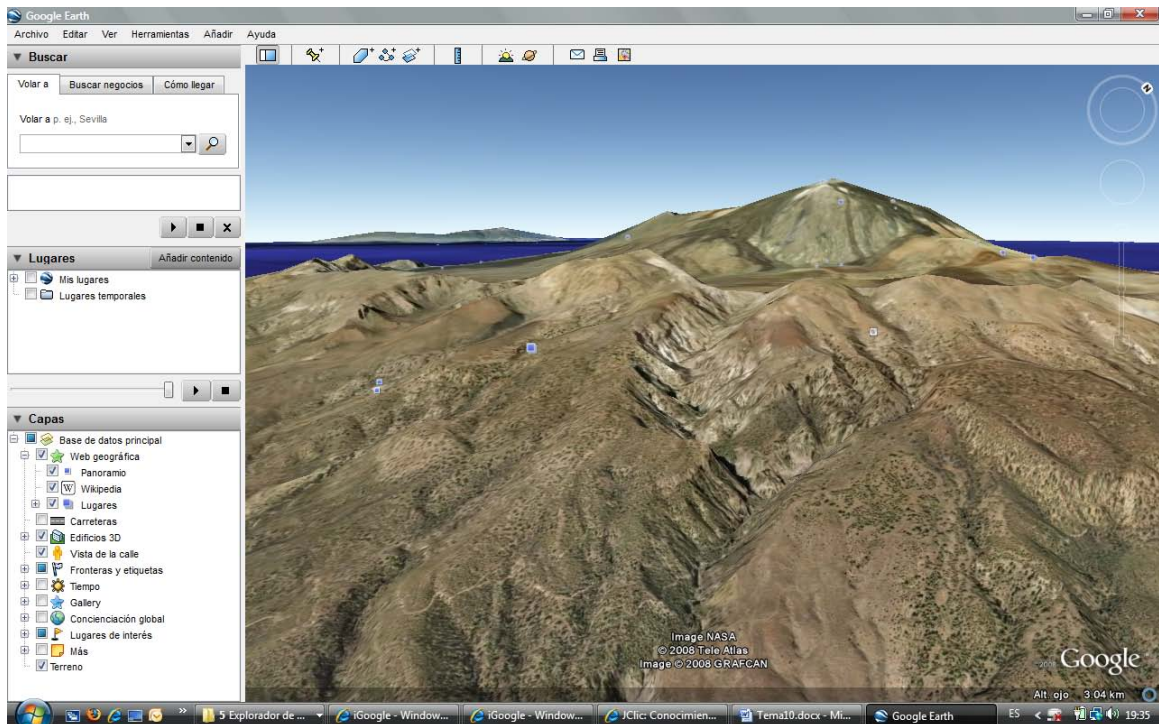 Google Earth
Archivo Editar Ver Herramientas Añadir Ayuda
Buscar
Volar a Buscar negocios Cómo llegar
Volar a p. ej., Sevilla
Lugares Añadir contenido
Mis lugares
Lugares temporales
Capas
Base de datos principal
Web geográfica
Panoramio
W Wikipedia
Lugares
Carreteras
Edificios 3D
Vista de la calle
Fronteras y etiquetas
Tiempo
Gallery
Concienciación global
Lugares de interés
Más
Terreno
N
Image NASA
© 2008 Tele Atlas
Image © 2008 GRAFCAN
Google
Alt. ojo 3.04 km
5 Explorador de ... iGoogle - Window... iGoogle - Window... JClic: Conocimien... Tema10.docx - Mi... Google Earth ES 19:35